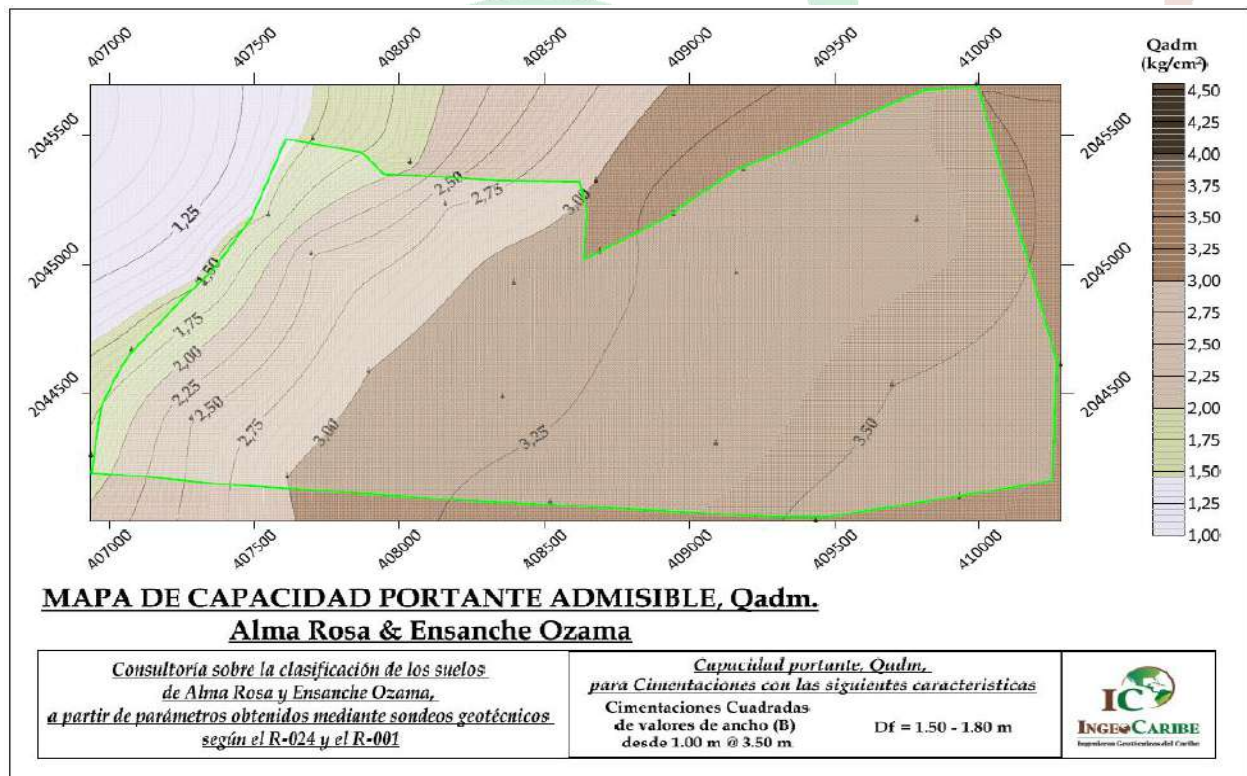 407000 407500 408000 408500 409000 409500 410000
Qadm
(kg/cm²)
4,50
4,25
4,00
3,75
3,50
3,25
3,00
2,75
2,50
2,25
2,00
1,75
1,50
1,25
1,00
2045500
2045000
2044500
2045500
2045000
2044500
1,25
1,50
1,75
2,00
2,25
2,50
2,75
3,00
3,25
3,50
2,50
2,75
3,00
407000 407500 408000 408500 409000 409500 410000
MAPA DE CAPACIDAD PORTANTE ADMISIBLE, Qadm.
Alma Rosa & Ensanche Ozama
Consultoría sobre la clasificación de los suelos
de Alma Rosa y Ensanche Ozama,
a partir de parámetros obtenidos mediante sondeos geotécnicos
según el R-024 y el R-001
Capacidad portante, Qadm,
para Cimentaciones con las siguientes características
Cimentaciones Cuadradas
de valores de ancho (B)
desde 1.00 m @ 3.50 m
Df = 1.50 - 1.80 m
IC
INGEOCARIBE
Ingenieros Geotécnicos del Caribe